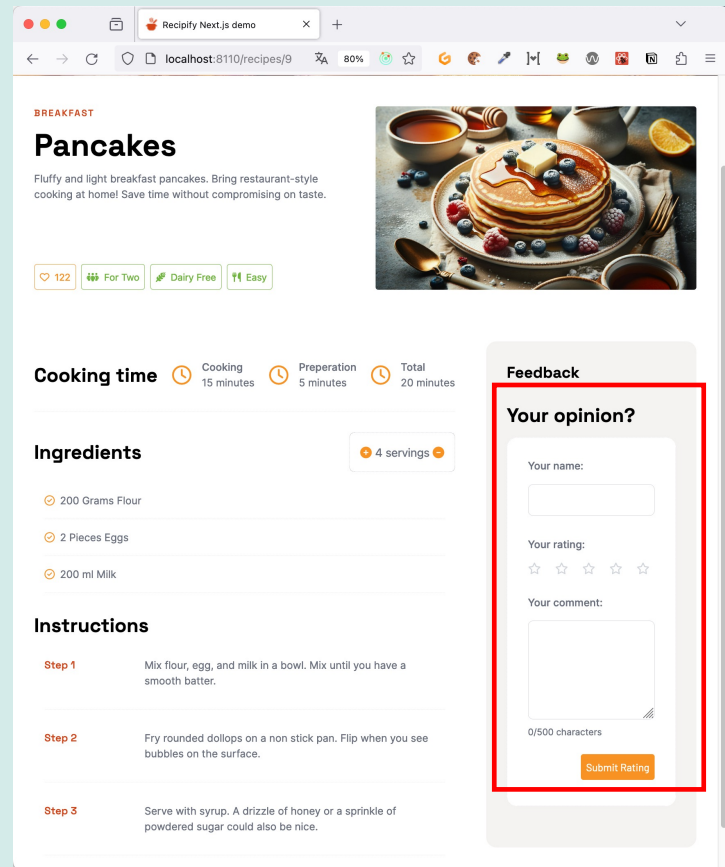 Recipify Next.js demo
localhost:8110/recipes/9
80%
BREAKFAST
Pancakes
Fluffy and light breakfast pancakes. Bring restaurant-style
cooking at home! Save time without compromising on taste.
122
For Two
Dairy Free
Easy
Cooking time
Cooking
15 minutes
Preperation
5 minutes
Total
20 minutes
Ingredients
4 servings
200 Grams Flour
2 Pieces Eggs
200 ml Milk
Instructions
Step 1
Mix flour, egg, and milk in a bowl. Mix until you have a
smooth batter.
Step 2
Fry rounded dollops on a non stick pan. Flip when you see
bubbles on the surface.
Step 3
Serve with syrup. A drizzle of honey or a sprinkle of
powdered sugar could also be nice.
Feedback
Your opinion?
Your name:
Your rating:
Your comment:
0/500 characters
Submit Rating